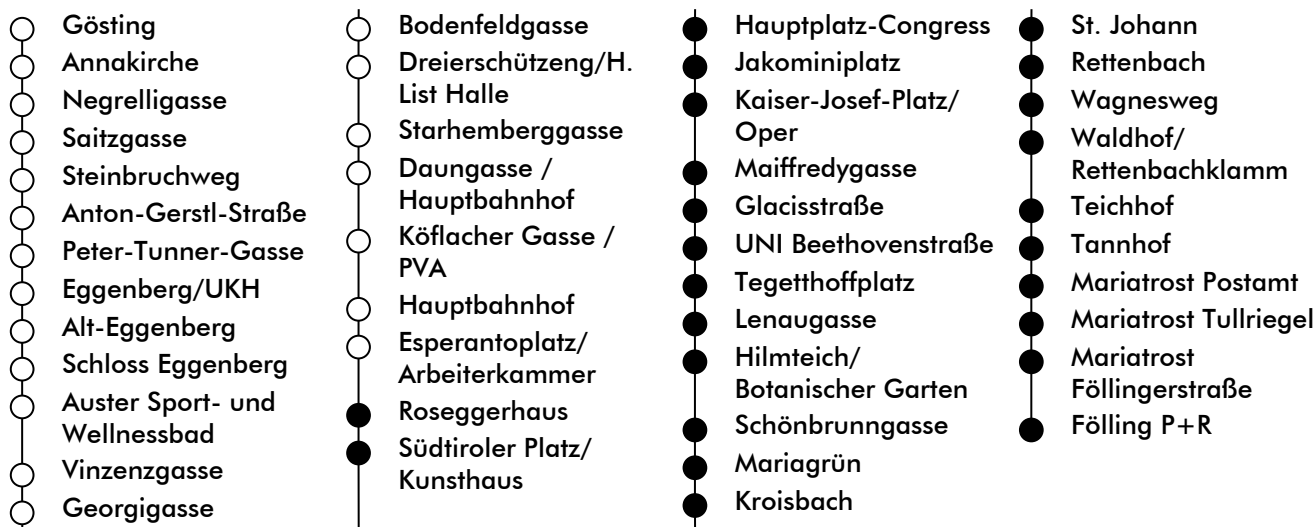 Gösting
Annakirche
Negrelligasse
Saitzgasse
Steinbruchweg
Anton-Gerstl-Straße
Peter-Tunner-Gasse
Eggenberg/UKH
Alt-Eggenberg
Schloss Eggenberg
Auster Sport- und
Wellnessbad
Vinzenzgasse
Georgigasse
Bodenfeldgasse
Dreierschützeng/H.
List Halle
Starhemberggasse
Daungasse /
Hauptbahnhof
Köflacher Gasse /
PVA
Hauptbahnhof
Esperantoplatz/
Arbeiterkammer
Roseggerhaus
Südtiroler Platz/
Kunsthaus
Hauptplatz-Congress
Jakominiplatz
Kaiser-Josef-Platz/
Oper
Maiffredygasse
Glacisstraße
UNI Beethovenstraße
Tegetthoffplatz
Lenaugasse
Hilmteich/
Botanischer Garten
Schönbrunngasse
Mariagrün
Kroisbach
St. Johann
Rettenbach
Wagnesweg
Waldhof/
Rettenbachklamm
Teichhof
Tannhof
Mariatrost Postamt
Mariatrost Tullriegel
Mariatrost
Föllingerstraße
Fölling P+R